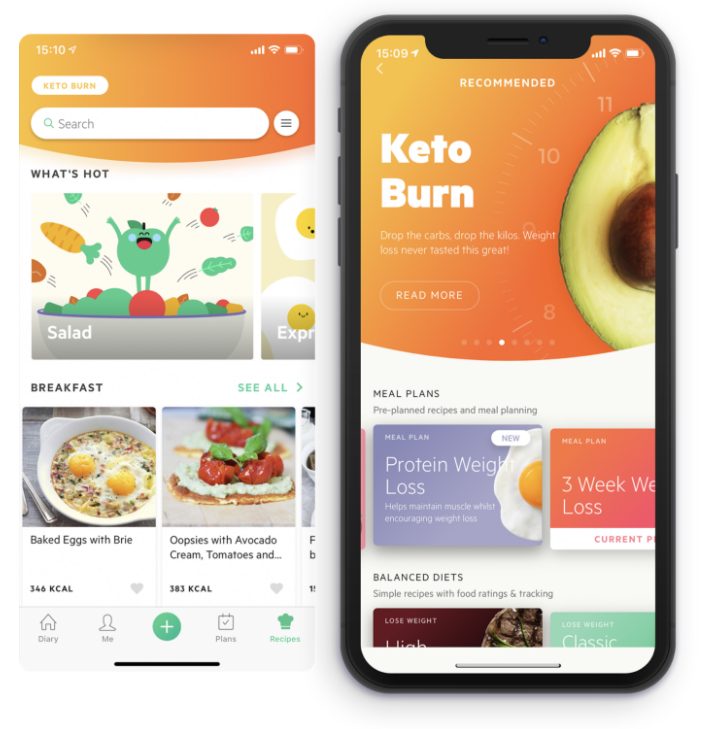 15:10
KETO BURN
Search
WHAT'S HOT
Salad
Expr
BREAKFAST
SEE ALL >
Baked Eggs with Brie
346 KCAL
Oopsies with Avocado
Cream, Tomatoes and...
383 KCAL
F
b
Diary
Me
Plans
Recipes
15:09
RECOMMENDED
11
10
9
8
Keto
Burn
Drop the carbs, drop the kilos. Weight
loss never tasted this great!
READ MORE
MEAL PLANS
Pre-planned recipes and meal planning
MEAL PLAN
NEW
Protein Weight
Loss
Helps maintain muscle whilst
encouraging weight loss
MEAL PLAN
3 Week We
Loss
CURRENT P
BALANCED DIETS
Simple recipes with food ratings & tracking
LOSE WEIGHT
High
LOSE WEIGHT
Classic